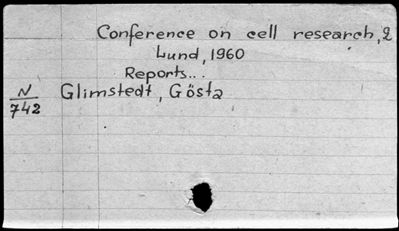 Conference on cell research, 2
Lund, 1960
Reports...
N Glimstedt, Gösta
742